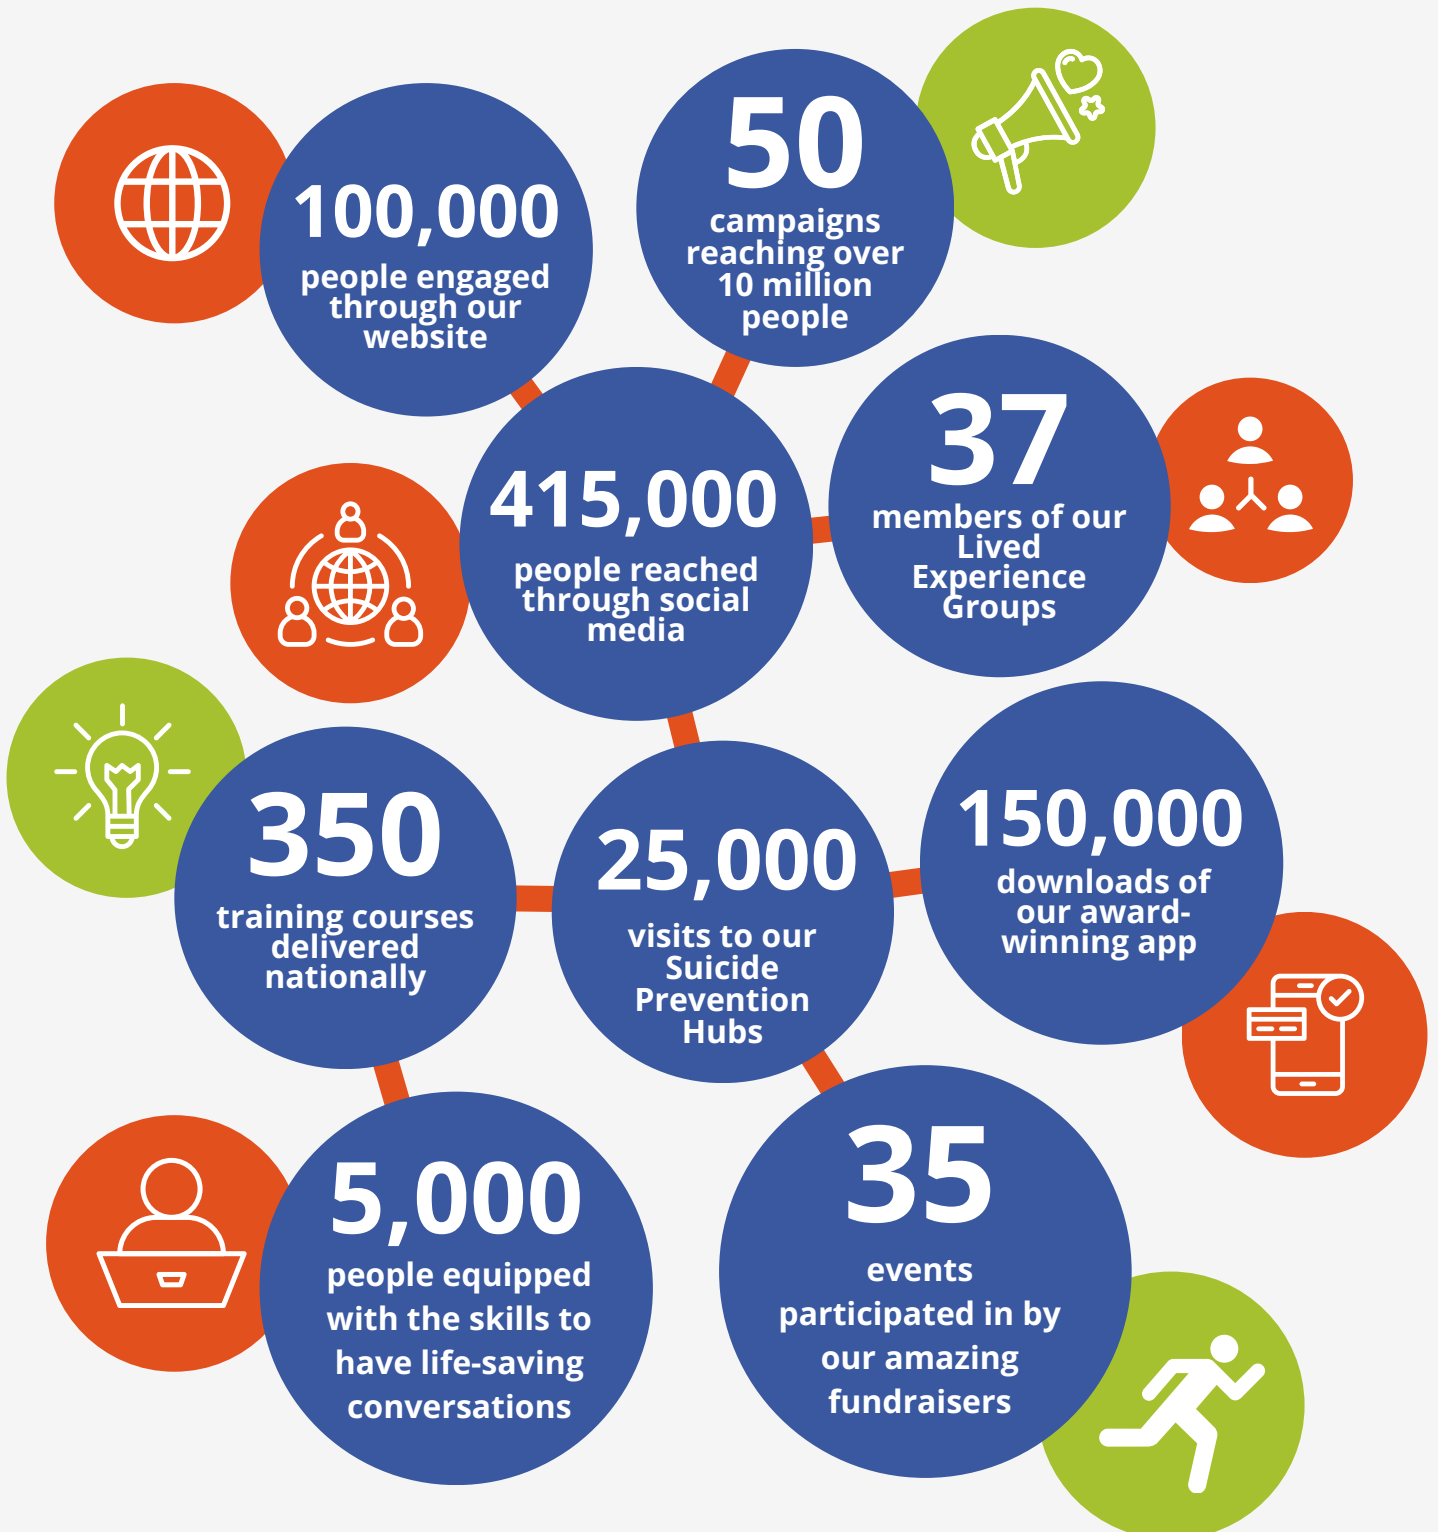 100,000
people engaged
through our
website
50
campaigns
reaching over
10 million
people
415,000
people reached
through social
media
37
members of our
Lived
Experience
Groups
350
training courses
delivered
nationally
25,000
visits to our
Suicide
Prevention
Hubs
150,000
downloads of
our award-
winning app
5,000
people equipped
with the skills to
have life-saving
conversations
35
events
participated in by
our amazing
fundraisers